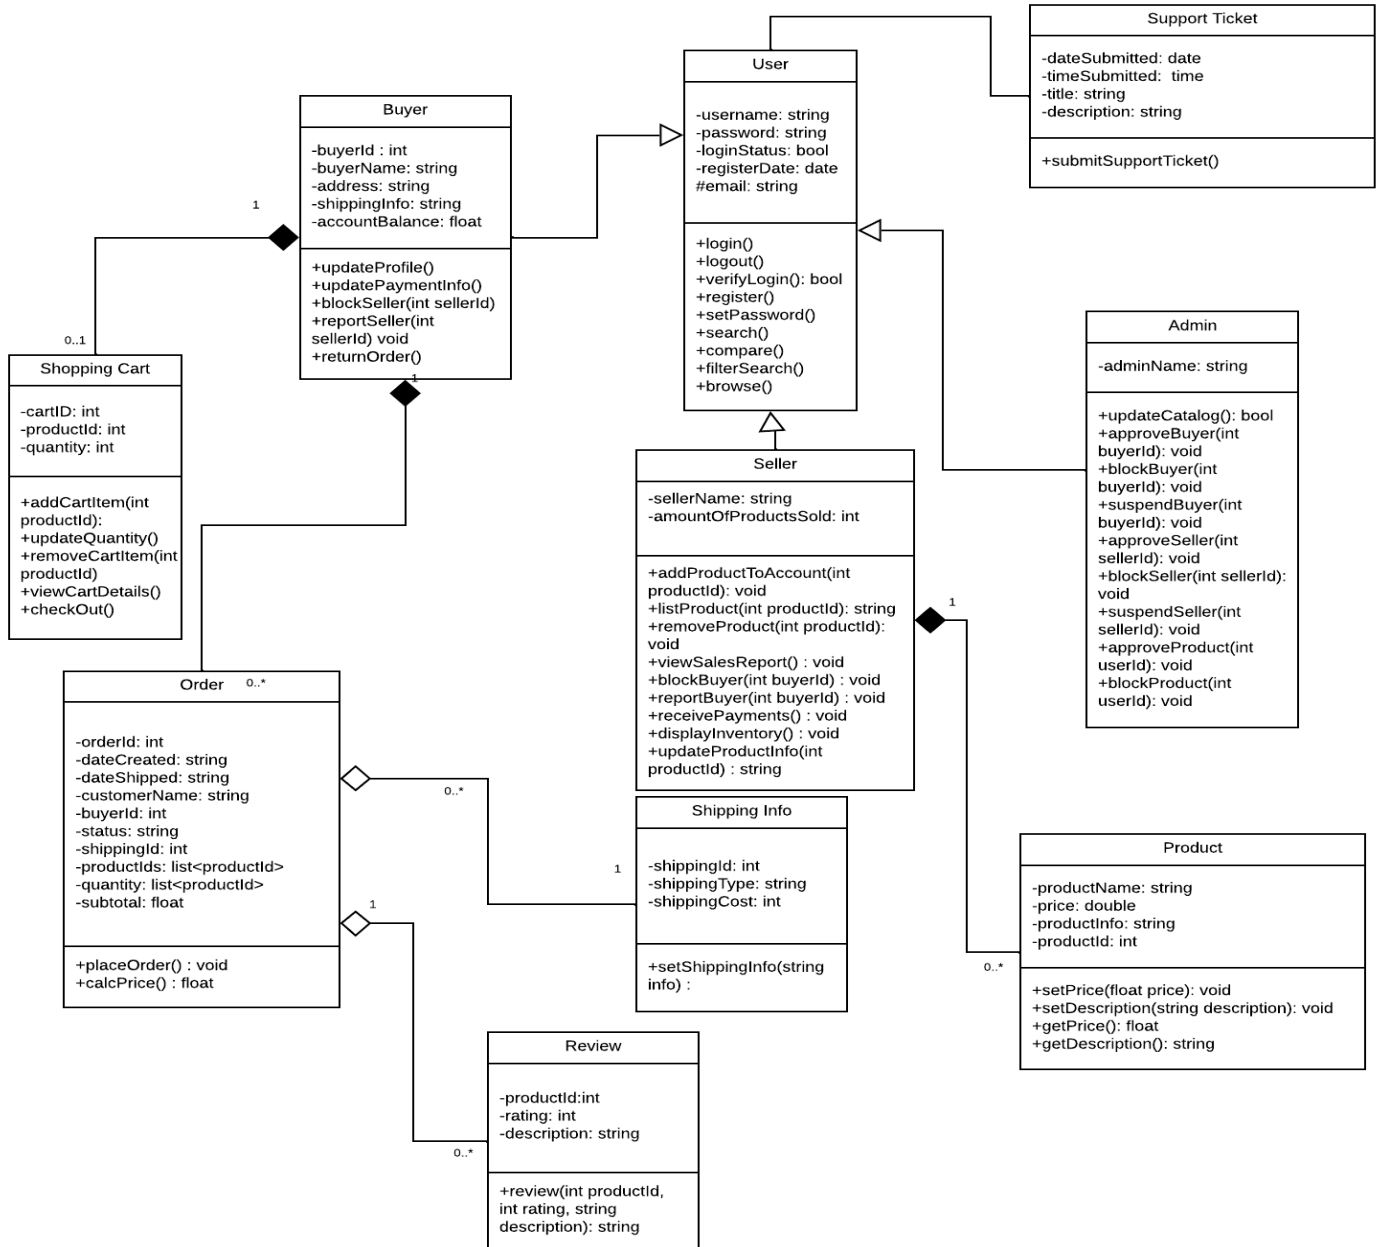 Support Ticket
-dateSubmitted: date
-timeSubmitted:  time
-title: string
-description: string
+submitSupportTicket()
User
-username: string
-password: string
-loginStatus: bool
-registerDate: date
#email: string
+login()
+logout()
+verifyLogin(): bool
+register()
+setPassword()
+search()
+compare()
+filterSearch()
+browse()
Buyer
-buyerId : int
-buyerName: string
-address: string
-shippingInfo: string
-accountBalance: float
+updateProfile()
+updatePaymentInfo()
+blockSeller(int sellerId)
+reportSeller(int
sellerId) void
+returnOrder()
1
0..1
1
Shopping Cart
-cartID: int
-productId: int
-quantity: int
+addCartItem(int
productId):
+updateQuantity()
+removeCartItem(int
productId)
+viewCartDetails()
+checkOut()
Admin
-adminName: string
+updateCatalog(): bool
+approveBuyer(int
buyerId): void
+blockBuyer(int
buyerId): void
+suspendBuyer(int
buyerId): void
+approveSeller(int
sellerId): void
+blockSeller(int sellerId):
void
+suspendSeller(int
sellerId): void
+approveProduct(int
userId): void
+blockProduct(int
userId): void
Seller
-sellerName: string
-amountOfProductsSold: int
+addProductToAccount(int
productId): void
+listProduct(int productId): string
+removeProduct(int productId):
void
+viewSalesReport() : void
+blockBuyer(int buyerId) : void
+reportBuyer(int buyerId) : void
+receivePayments() : void
+displayInventory() : void
+updateProductInfo(int
productId) : string
1
0..*
Order
0..*
-orderId: int
-dateCreated: string
-dateShipped: string
-customerName: string
-buyerId: int
-status: string
-shippingId: int
-productIds: list<productId>
-quantity: list<productId>
-subtotal: float
+placeOrder() : void
+calcPrice() : float
0..*
1
1
0..*
Shipping Info
-shippingId: int
-shippingType: string
-shippingCost: int
+setShippingInfo(string
info) :
Product
-productName: string
-price: double
-productInfo: string
-productId: int
+setPrice(float price): void
+setDescription(string description): void
+getPrice(): float
+getDescription(): string
Review
-productId:int
-rating: int
-description: string
+review(int productId,
int rating, string
description): string